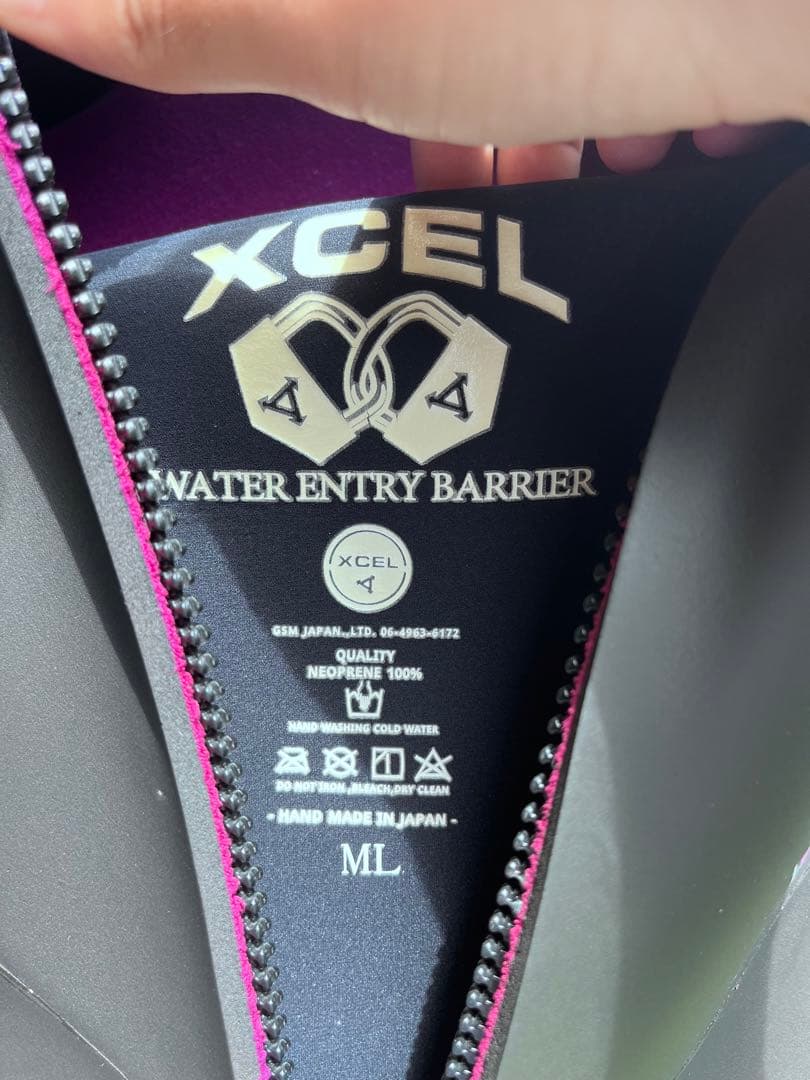 XCEL
WATER ENTRY BARRIER
XCEL
GSM JAPAN.,LTD. 06-4963-6172
QUALITY
NEOPRENE 100%
HAND WASHING COLD WATER
DO NOT IRON ,BLEACH,DRY CLEAN
- HAND MADE IN JAPAN -
ML